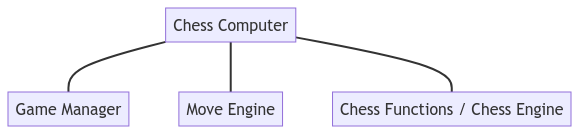 Chess Computer
Game Manager
Move Engine
Chess Functions / Chess Engine